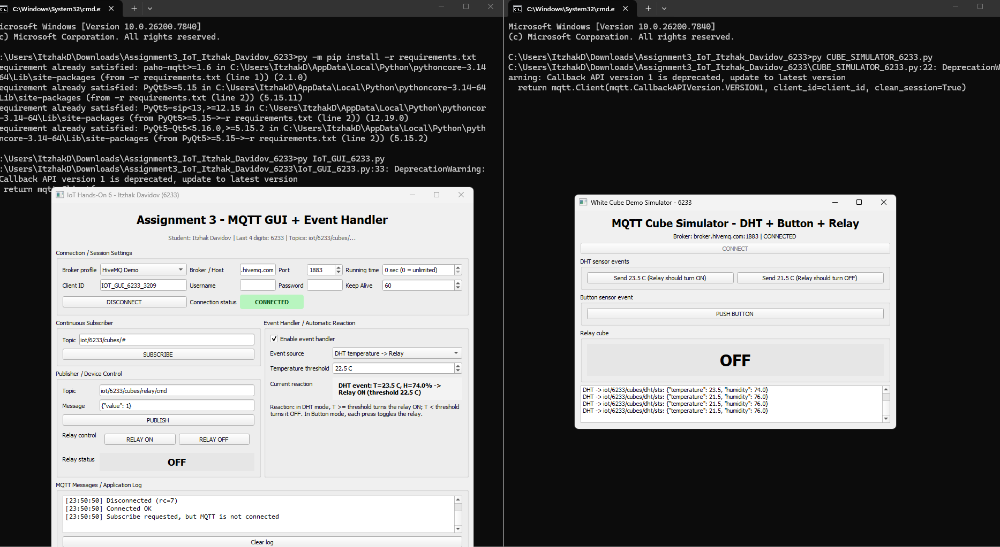 C:\Windows\System32\cmd.e
icrosoft Windows [Version 10.0.26200.7840]
c) Microsoft Corporation. All rights reserved.
:\Users\ItzhakD\Downloads\Assignment3_IoT_Itzhak_Davidov_6233>py -m pip install -r requirements.txt
equirement already satisfied: paho-mqtt>=1.6 in C:\Users\ItzhakD\AppData\Local\Python\pythoncore-3.14
64\Lib\site-packages (from -r requirements.txt (line 1)) (2.1.0)
equirement already satisfied: PyQt5>=5.15 in C:\Users\ItzhakD\AppData\Local\Python\pythoncore-3.14-64
Lib\site-packages (from -r requirements.txt (line 2)) (5.15.11)
equirement already satisfied: PyQt5-sip<13,>=12.15 in C:\Users\ItzhakD\AppData\Local\Python\pythoncor
-3.14-64\Lib\site-packages (from PyQt5>=5.15->-r requirements.txt (line 2)) (12.19.0)
equirement already satisfied: PyQt5-Qt5<5.16.0,>=5.15.2 in C:\Users\ItzhakD\AppData\Local\Python\pyth
ncore-3.14-64\Lib\site-packages (from PyQt5>=5.15->-r requirements.txt (line 2)) (5.15.2)
:\Users\ItzhakD\Downloads\Assignment3_IoT_Itzhak_Davidov_6233>py IoT_GUI_6233.py
:\Users\ItzhakD\Downloads\Assignment3_IoT_Itzhak_Davidov_6233\IoT_GUI_6233.py:33: DeprecationWarning:
Callback API version 1 is deprecated, update to latest version
return mqtt
IoT Hands-On 6 - Itzhak Davidov (6233)
Assignment 3 - MQTT GUI + Event Handler
Student: Itzhak Davidov | Last 4 digits: 6233 | Topics: iot/6233/cubes/...
Connection / Session Settings
Broker profile HiveMQ Demo Broker / Host .hivemq.com Port 1883 Running time 0 sec (0 = unlimited)
Client ID IOT_GUI_6233_3209 Username Password Keep Alive 60
DISCONNECT Connection status CONNECTED
Continuous Subscriber
Topic iot/6233/cubes/#
SUBSCRIBE
Publisher / Device Control
Topic iot/6233/cubes/relay/cmd
Message {"value": 1}
PUBLISH
Relay control RELAY ON RELAY OFF
Relay status OFF
Event Handler / Automatic Reaction
Enable event handler
Event source DHT temperature -> Relay
Temperature threshold 22.5 C
Current reaction DHT event: T=23.5 C, H=74.0% ->
Relay ON (threshold 22.5 C)
Reaction: in DHT mode, T >= threshold turns the relay ON; T < threshold
turns it OFF. In Button mode, each press toggles the relay.
MQTT Messages / Application Log
[23:50:50] Disconnected (rc=7)
[23:50:50] Connected OK
[23:50:50] Subscribe requested, but MQTT is not connected
Clear log
C:\Windows\System32\cmd.e
Microsoft Windows [Version 10.0.26200.7840]
(c) Microsoft Corporation. All rights reserved.
C:\Users\ItzhakD\Downloads\Assignment3_IoT_Itzhak_Davidov_6233>py CUBE_SIMULATOR_6233.py
C:\Users\ItzhakD\Downloads\Assignment3_IoT_Itzhak_Davidov_6233\CUBE_SIMULATOR_6233.py:22: DeprecationW
arning: Callback API version 1 is deprecated, update to latest version
return mqtt.Client(mqtt.CallbackAPIVersion.VERSION1, client_id=client_id, clean_session=True)
White Cube Demo Simulator - 6233
MQTT Cube Simulator - DHT + Button + Relay
Broker: broker.hivemq.com:1883 | CONNECTED
CONNECT
DHT sensor events
Send 23.5 C (Relay should turn ON) Send 21.5 C (Relay should turn OFF)
Button sensor event
PUSH BUTTON
Relay cube
OFF
DHT -> iot/6233/cubes/dht/sts: {"temperature": 23.5, "humidity": 74.0}
DHT -> iot/6233/cubes/dht/sts: {"temperature": 21.5, "humidity": 76.0}
DHT -> iot/6233/cubes/dht/sts: {"temperature": 21.5, "humidity": 76.0}
DHT -> iot/6233/cubes/dht/sts: {"temperature": 21.5, "humidity": 76.0}